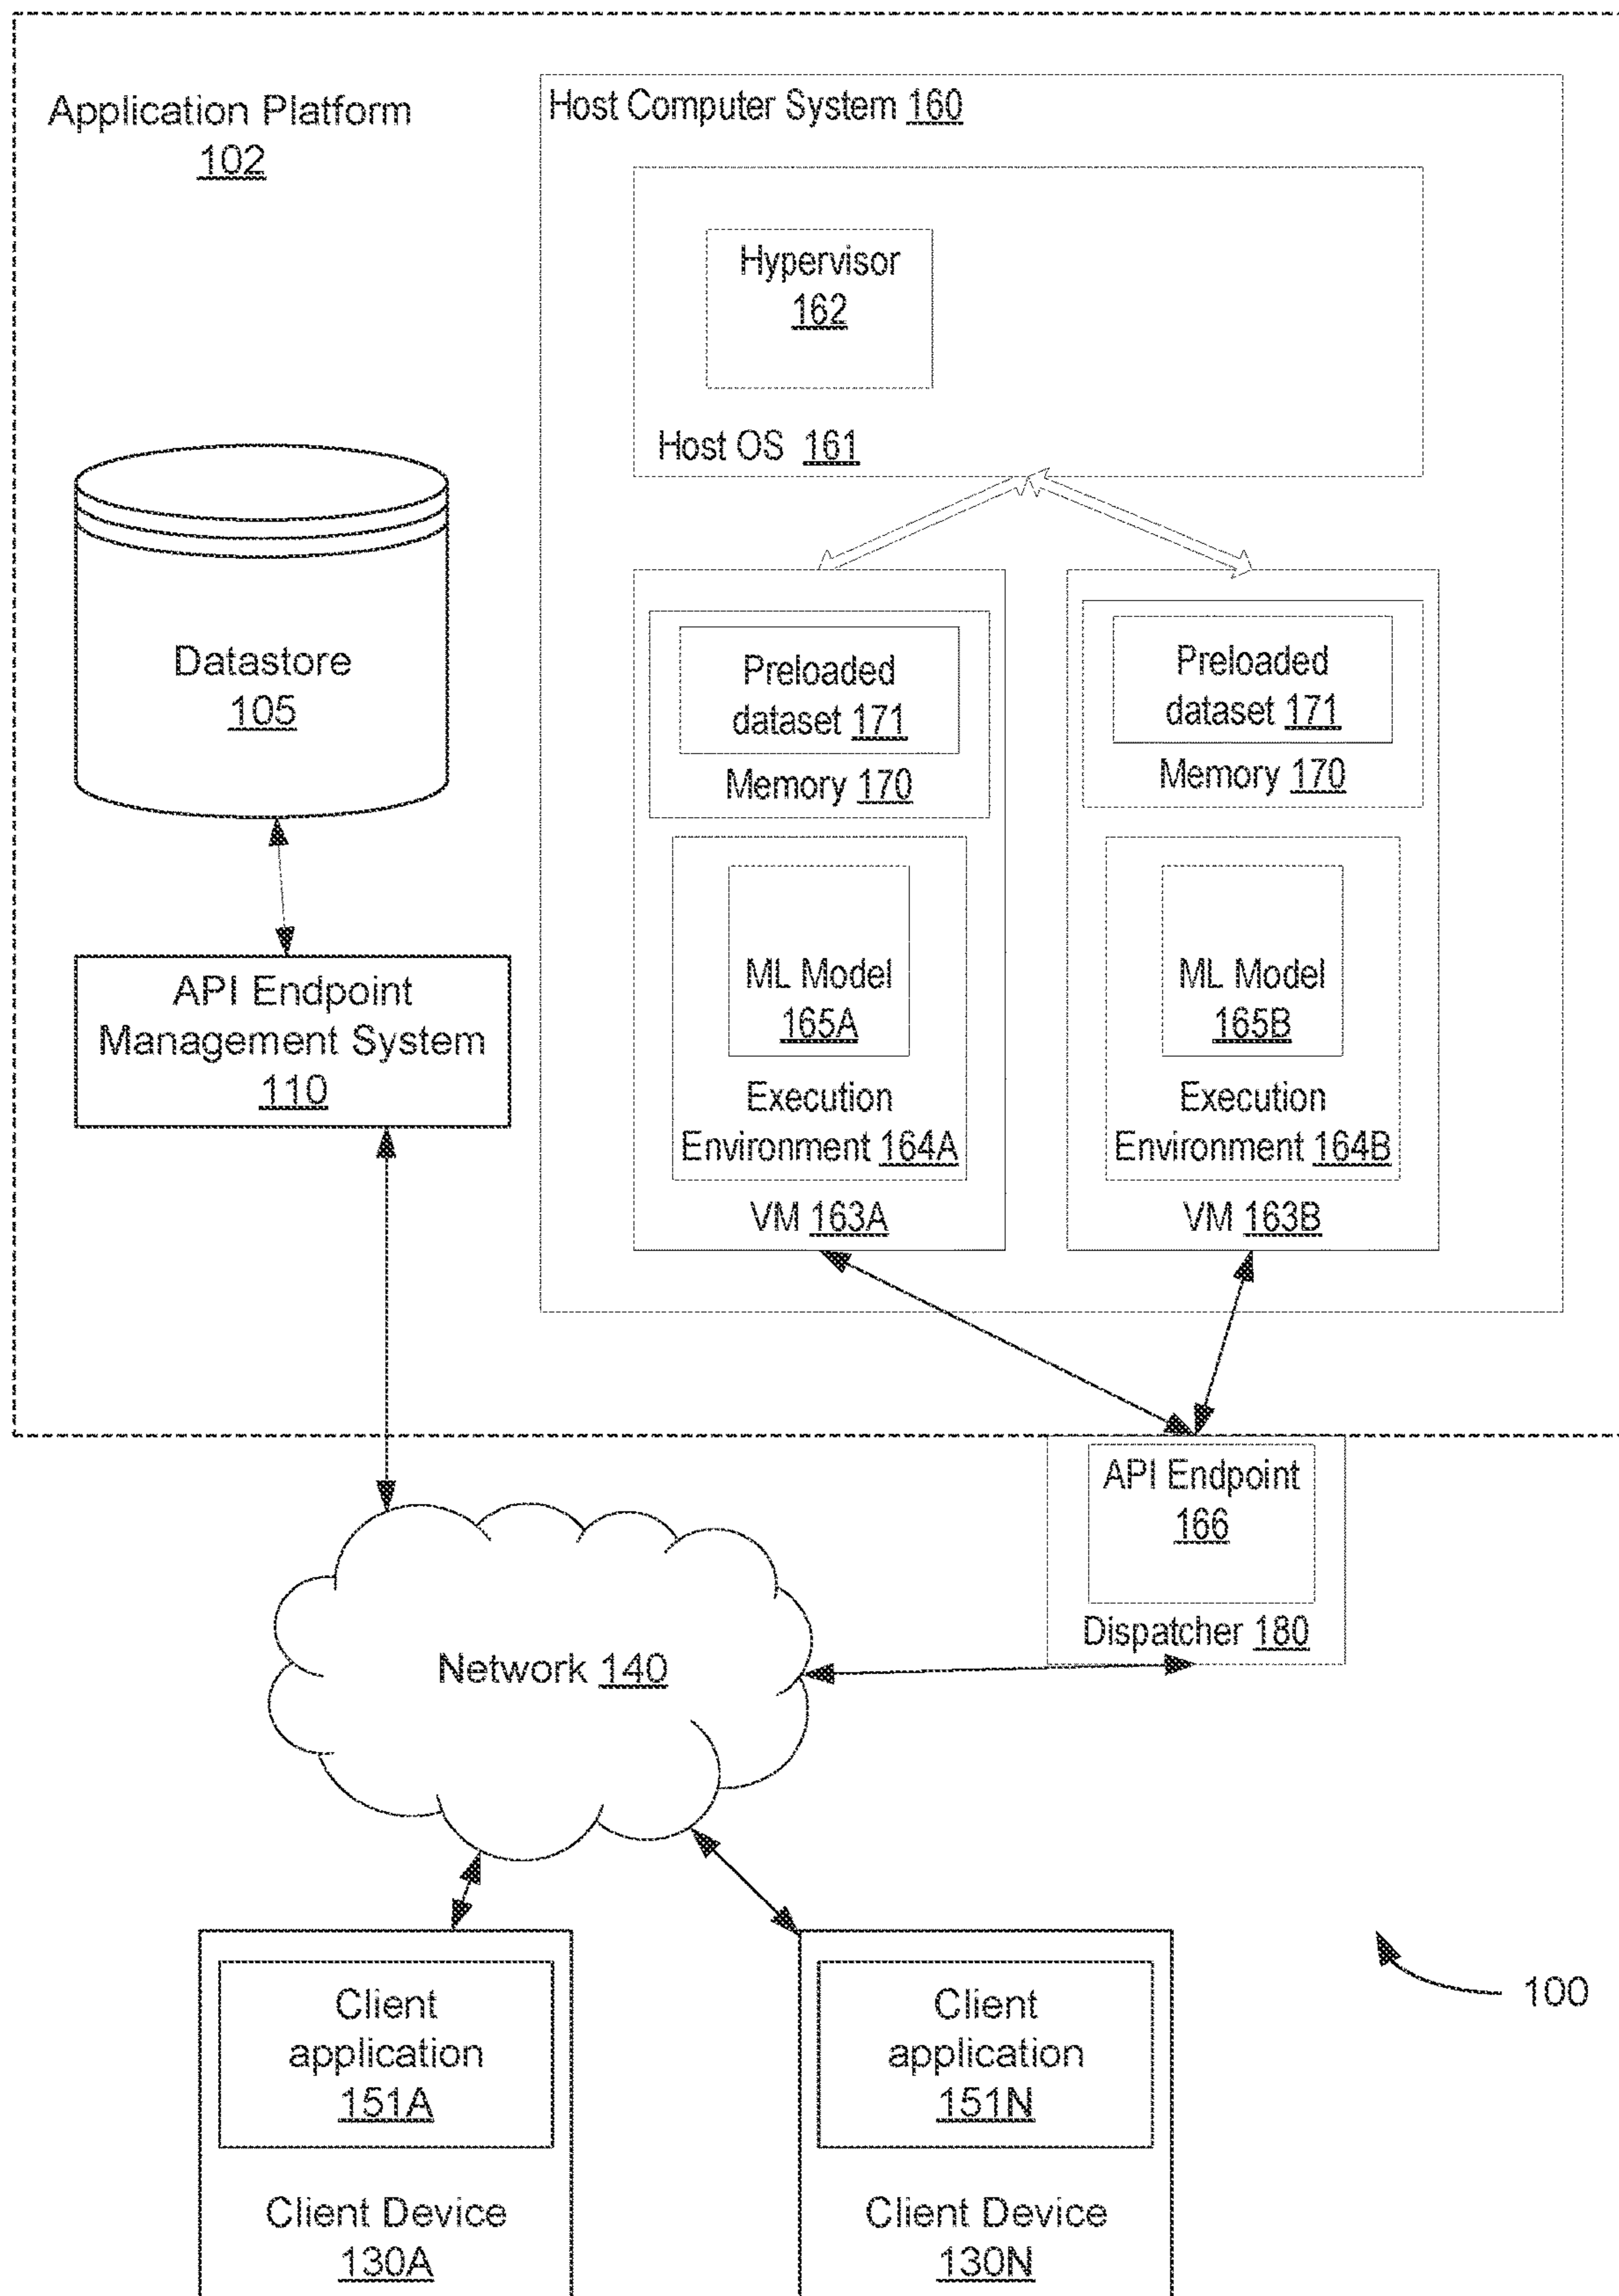 Application Platform
102
Host Computer System 160
Hypervisor
162
Host OS 161
Datastore
105
Preloaded
dataset 171
Memory 170
ML Model
165A
Execution
Environment 164A
VM 163A
Preloaded
dataset 171
Memory 170
ML Model
165B
Execution
Environment 164B
VM 163B
API Endpoint
Management System
110
API Endpoint
166
Dispatcher 180
Network 140
Client
application
151A
Client Device
130A
Client
application
151N
Client Device
130N
100